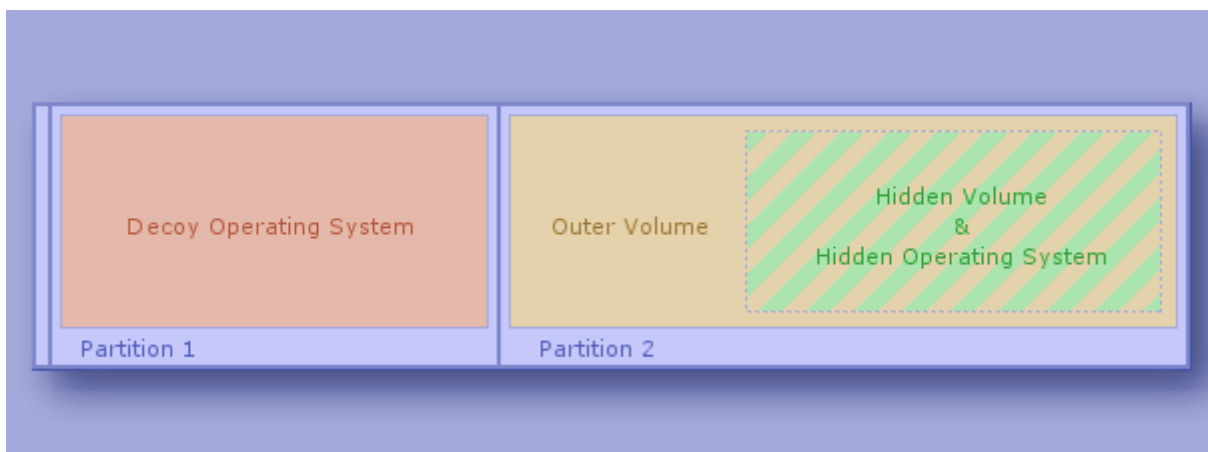 Decoy Operating System
Partition 1
Outer Volume
Hidden Volume
&
Hidden Operating System
Partition 2